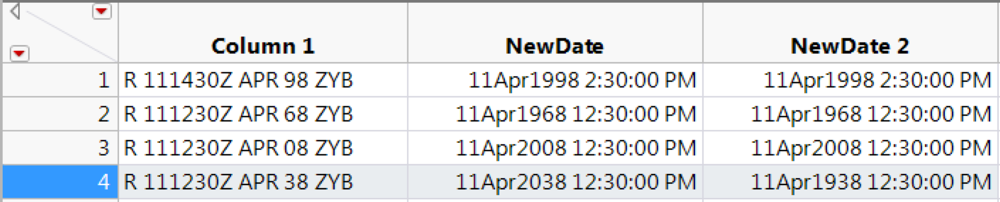 Column 1 NewDate NewDate 2
1 R 111430Z APR 98 ZYB 11Apr1998 2:30:00 PM 11Apr1998 2:30:00 PM
2 R 111230Z APR 68 ZYB 11Apr1968 12:30:00 PM 11Apr1968 12:30:00 PM
3 R 111230Z APR 08 ZYB 11Apr2008 12:30:00 PM 11Apr2008 12:30:00 PM
4 R 111230Z APR 38 ZYB 11Apr2038 12:30:00 PM 11Apr1938 12:30:00 PM